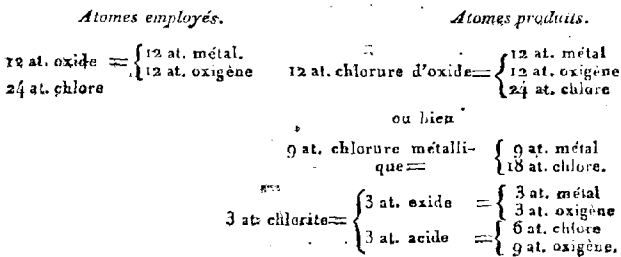 Atomes employés.
12 at. oxide = { 12 at. métal.
12 at. oxigène
24 at. chlore
Atomes produits.
12 at. chlorure d'oxide = { 12 at. métal
12 at. oxigène
24 at. chlore
ou bien
9 at. chlorure métalli-
que = { 9 at. métal
18 at. chlore.
3 at. chlorite = { 3 at. oxide = { 3 at. métal
3 at. oxigène
3 at. acide = { 6 at. chlore
9 at. oxigène.